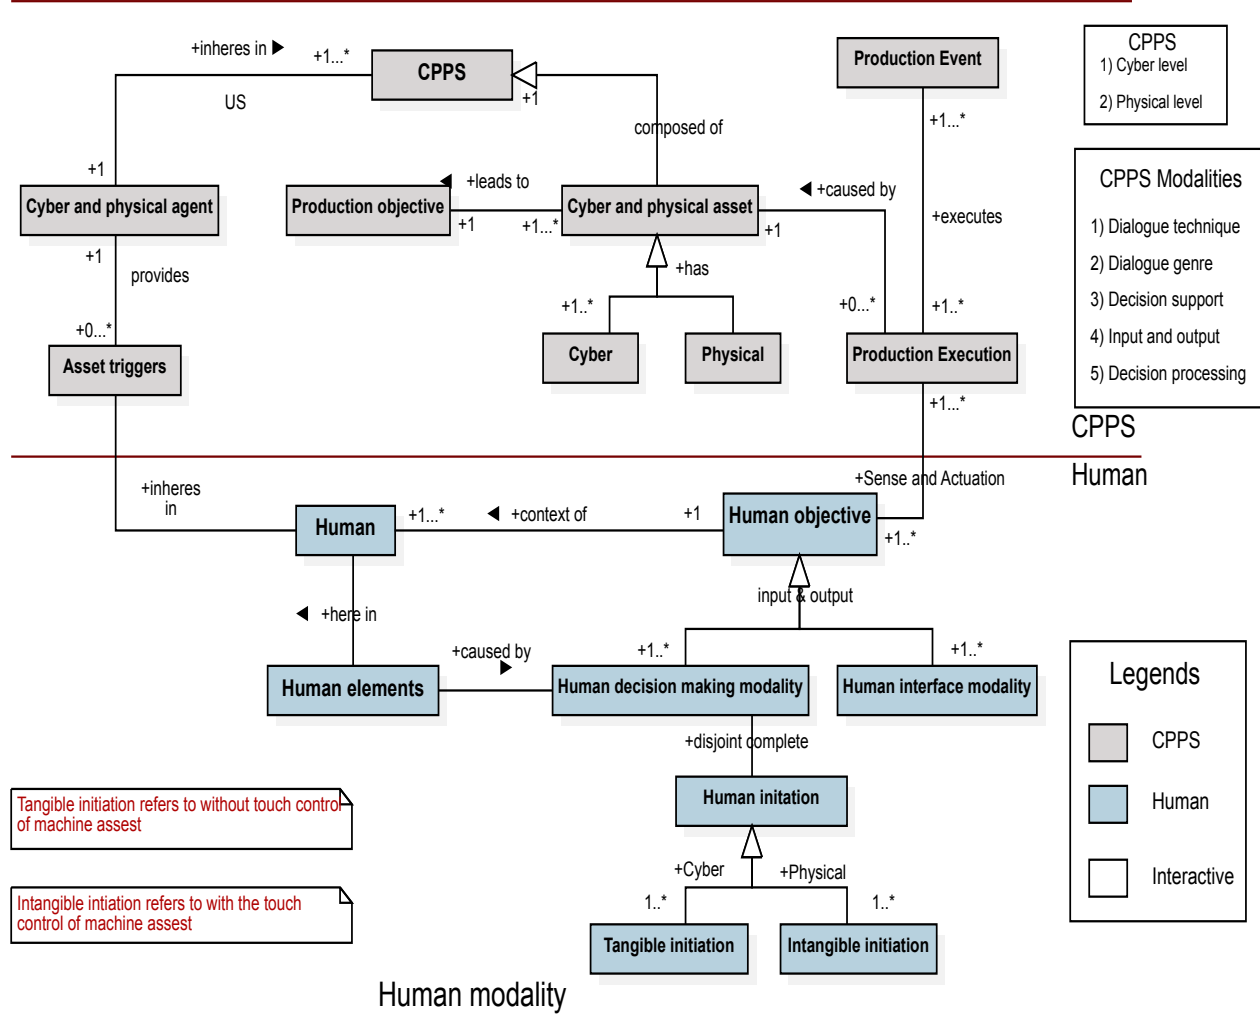 +inheres in
+1...*
CPPS
+1
US
composed of
Production Event
+1...*
CPPS
1) Cyber level
2) Physical level
+1
Cyber and physical agent
+1
Production objective
+leads to
+1
+1...*
Cyber and physical asset
+1
+caused by
+executes
CPPS Modalities
1) Dialogue technique
2) Dialogue genre
3) Decision support
4) Input and output
5) Decision processing
provides
+0...*
Asset triggers
+has
+1..*
Cyber
Physical
+0...*
+1..*
Production Execution
+1...*
CPPS
Human
+inheres
in
Human
+1...*
+context of
+1
Human objective
+Sense and Actuation
+1..*
input & output
+here in
+caused by
+1..*
+1..*
Human elements
Human decision making modality
Human interface modality
+disjoint complete
Human initation
+Cyber
+Physical
1..*
1..*
Tangible initiation
Intangible initiation
Legends
CPPS
Human
Interactive
Tangible initiation refers to without touch control
of machine assest
Intangible intiation refers to with the touch
control of machine assest
Human modality